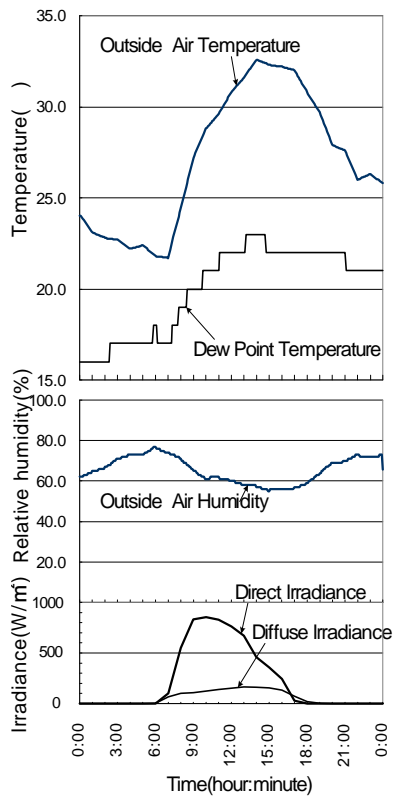 35.0
Outside Air Temperature
30.0
Temperature( )
25.0
20.0
Dew Point Temperature
15.0
100.0
80.0
Relative humidity(%)
60.0
Outside Air Humidity
40.0
20.0
1000
Direct Irradiance
Irradiance(W/㎡)
500
Diffuse Irradiance
0
0:00 3:00 6:00 9:00 12:00 15:00 18:00 21:00 0:00
Time(hour:minute)